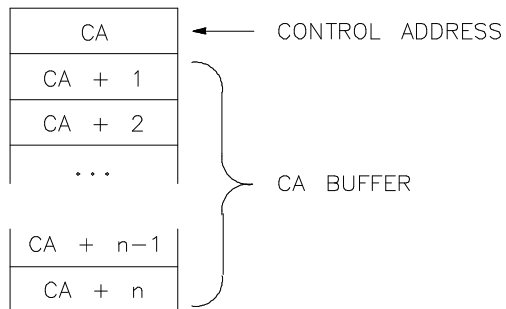 CA
CONTROL ADDRESS
CA + 1
CA + 2
...
CA BUFFER
CA + n-1
CA + n